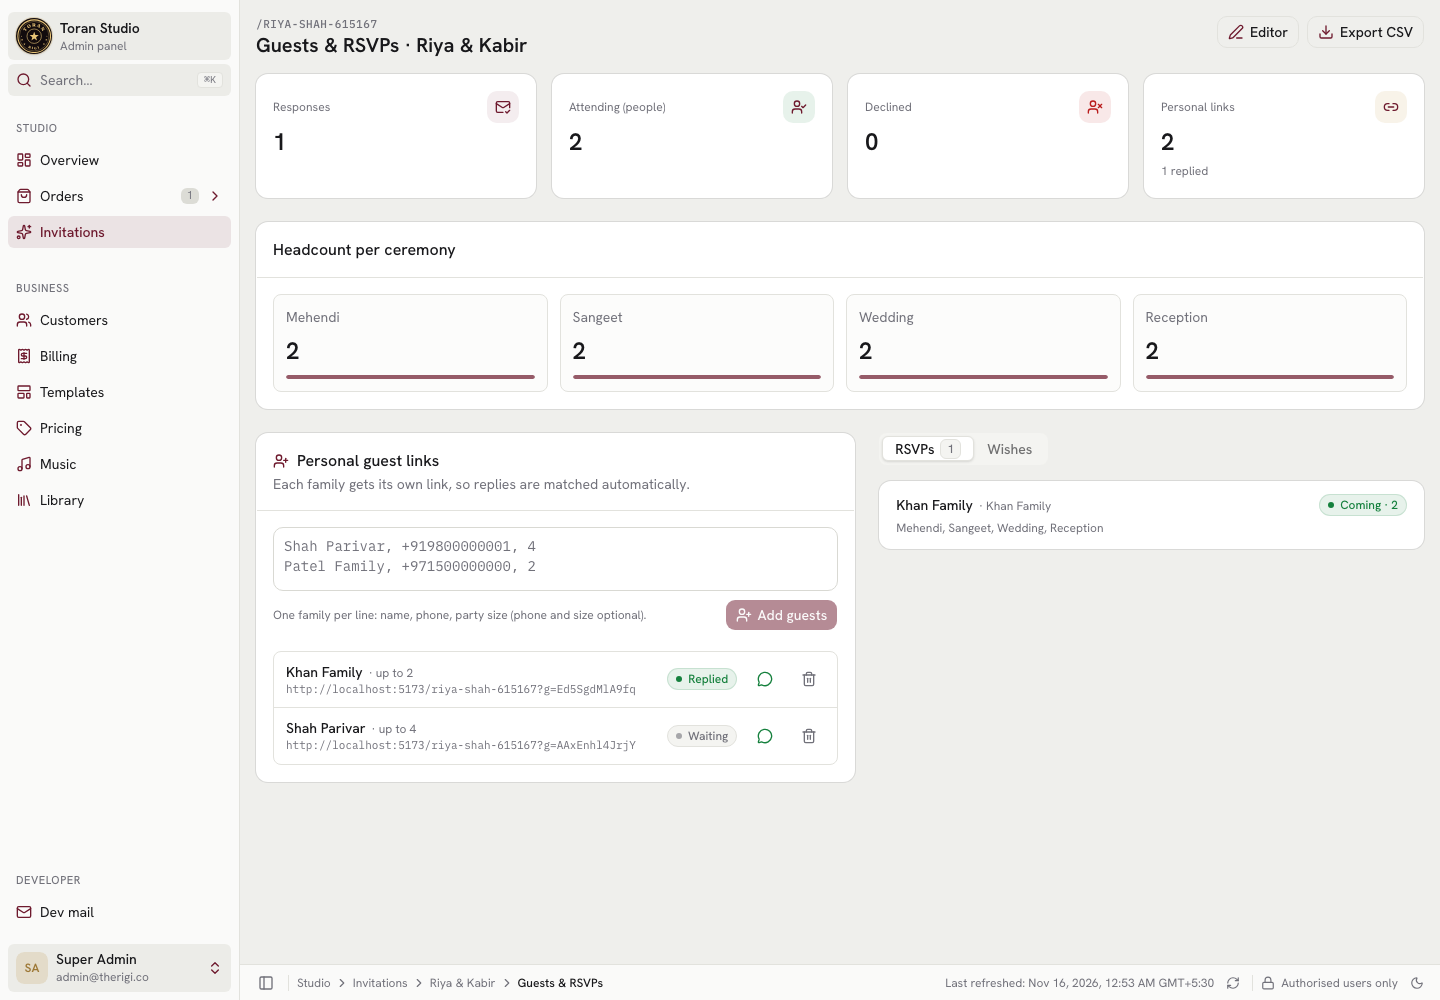 Toran Studio
Admin panel
Search...
⌘K
STUDIO
Overview
Orders
1
Invitations
BUSINESS
Customers
Billing
Templates
Pricing
Music
Library
DEVELOPER
Dev mail
SA
Super Admin
admin@therigi.co
/RIYA-SHAH-615167
Guests & RSVPs · Riya & Kabir
Editor
Export CSV
Responses
1
Attending (people)
2
Declined
0
Personal links
2
1 replied
Headcount per ceremony
Mehendi
2
Sangeet
2
Wedding
2
Reception
2
Personal guest links
Each family gets its own link, so replies are matched automatically.
Shah Parivar, +919800000001, 4
Patel Family, +971500000000, 2
One family per line: name, phone, party size (phone and size optional).
Add guests
Khan Family · up to 2
http://localhost:5173/riya-shah-615167?g=Ed5SgdMlA9fq
Replied
Shah Parivar · up to 4
http://localhost:5173/riya-shah-615167?g=AAxEnhl4JrjY
Waiting
RSVPs 1
Wishes
Khan Family · Khan Family
Coming · 2
Mehendi, Sangeet, Wedding, Reception
Studio > Invitations > Riya & Kabir > Guests & RSVPs
Last refreshed: Nov 16, 2026, 12:53 AM GMT+5:30
Authorised users only